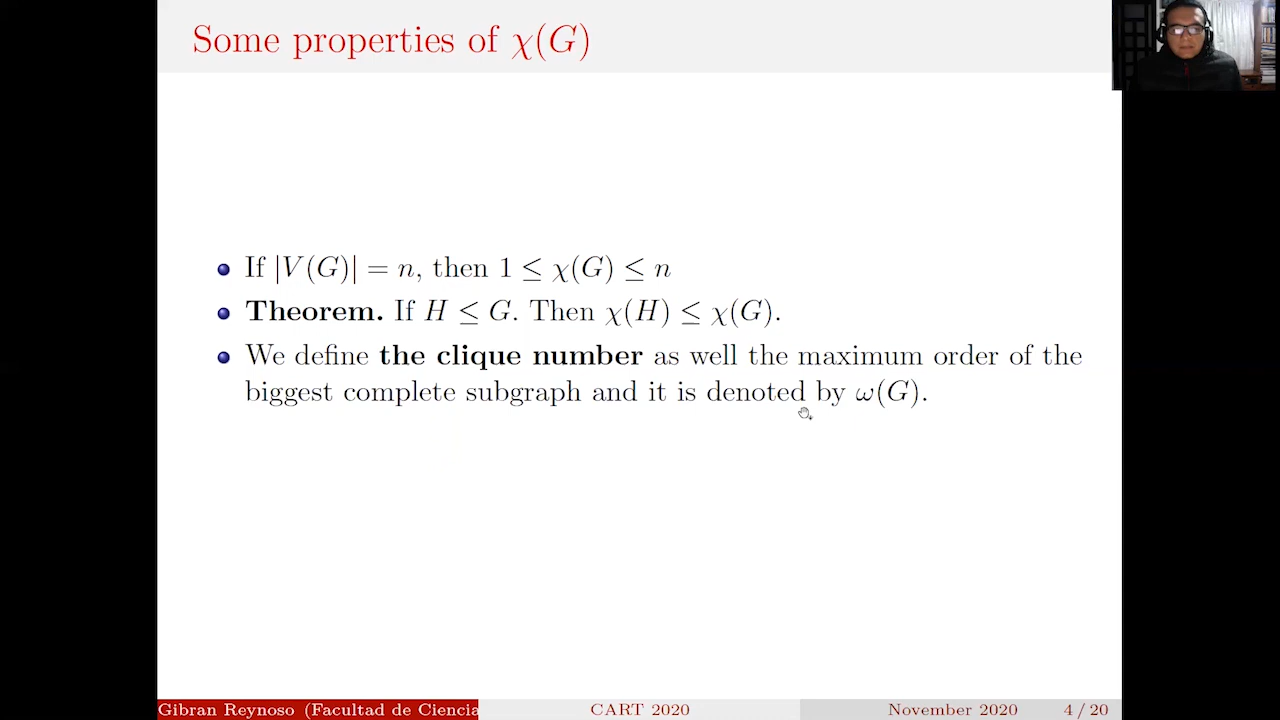 Some properties of χ(G)
If |V(G)| = n, then 1 ≤ χ(G) ≤ n
Theorem. If H ≤ G. Then χ(H) ≤ χ(G).
We define the clique number as well the maximum order of the
biggest complete subgraph and it is denoted by ω(G).
Gibran Reynoso (Facultad de Ciencia
CART 2020
November 2020
4 / 20